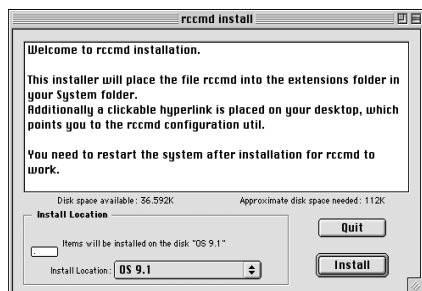 rccmd install
Welcome to rccmd installation.
This installer will place the file rccmd into the extensions folder in
your System folder.
Additionally a clickable hyperlink is placed on your desktop, which
points you to the rccmd configuration util.
You need to restart the system after installation for rccmd to
work.
Disk space available: 36.592K
Approximate disk space needed: 112K
Install Location
Items will be installed on the disk "OS 9.1"
Install Location: OS 9.1
Quit
Install